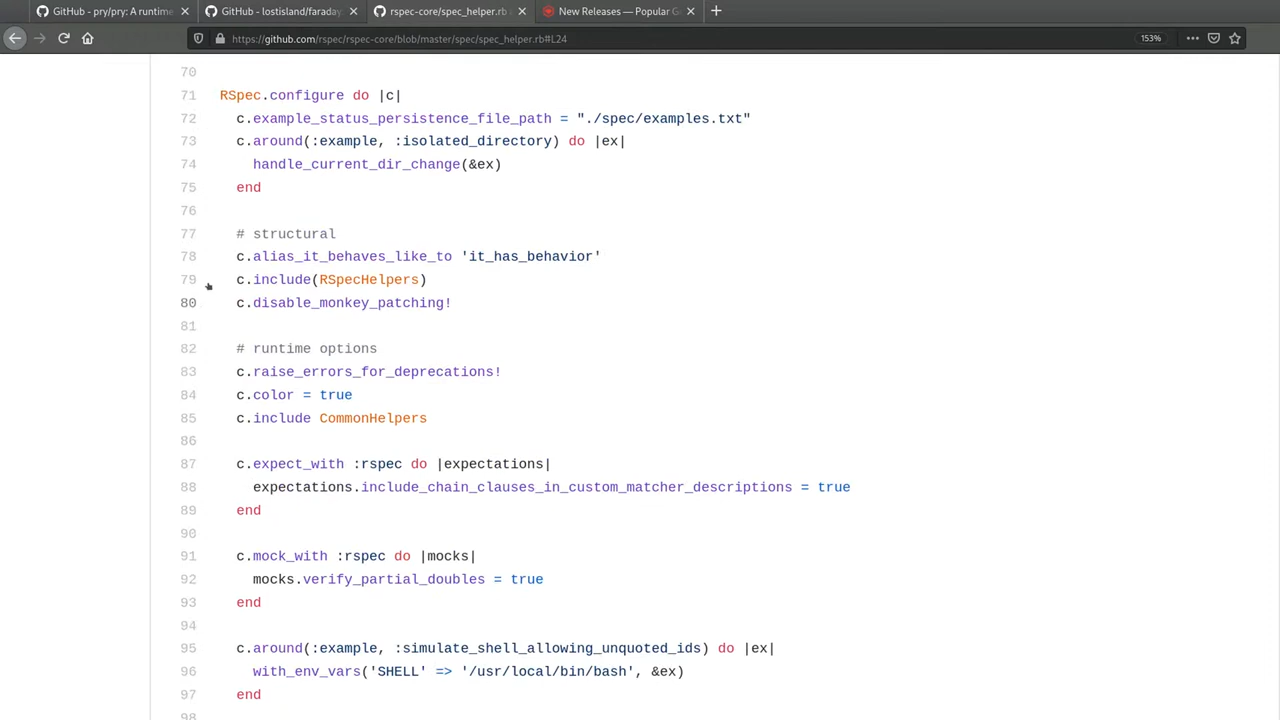 GitHub - pry/pry: A runtime
GitHub - lostisland/faraday
rspec-core/spec_helper.rb
New Releases — Popular G
https://github.com/rspec/rspec-core/blob/master/spec/spec_helper.rb#L24
153%
70
71 RSpec.configure do |c|
72 c.example_status_persistence_file_path = "./spec/examples.txt"
73 c.around(:example, :isolated_directory) do |ex|
74 handle_current_dir_change(&ex)
75 end
76
77 # structural
78 c.alias_it_behaves_like_to 'it_has_behavior'
79 c.include(RSpecHelpers)
80 c.disable_monkey_patching!
81
82 # runtime options
83 c.raise_errors_for_deprecations!
84 c.color = true
85 c.include CommonHelpers
86
87 c.expect_with :rspec do |expectations|
88 expectations.include_chain_clauses_in_custom_matcher_descriptions = true
89 end
90
91 c.mock_with :rspec do |mocks|
92 mocks.verify_partial_doubles = true
93 end
94
95 c.around(:example, :simulate_shell_allowing_unquoted_ids) do |ex|
96 with_env_vars('SHELL' => '/usr/local/bin/bash', &ex)
97 end
98